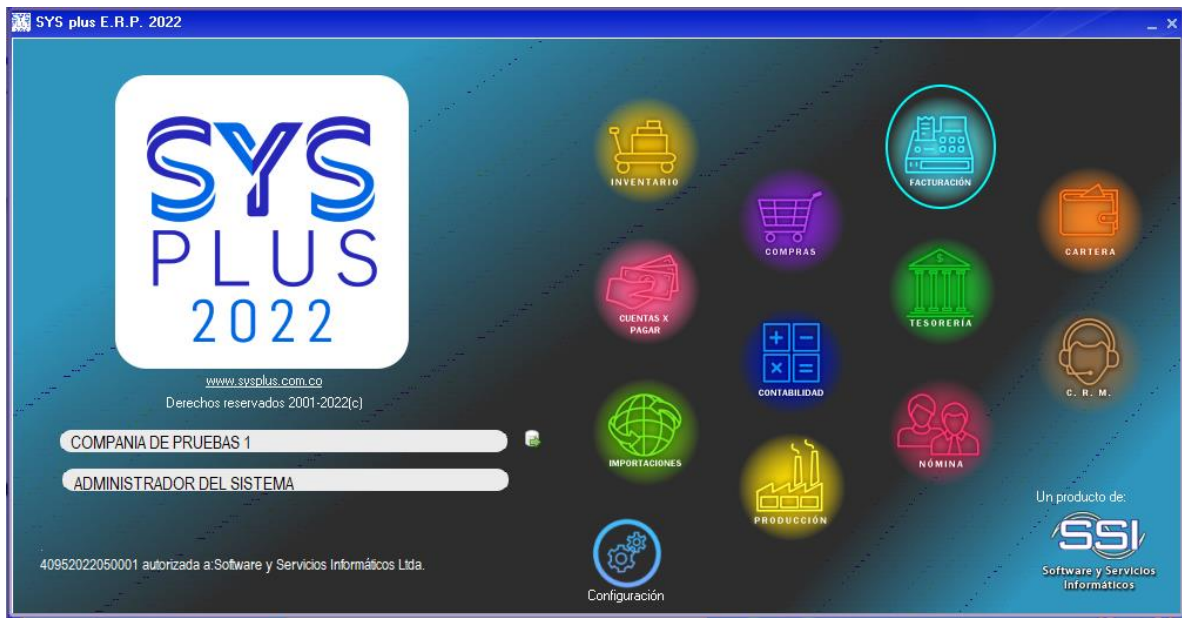 SYS plus E.R.P. 2022
SYS
PLUS
2022
www.sysplus.com.co
Derechos reservados 2001-2022(c)
COMPANIA DE PRUEBAS 1
ADMINISTRADOR DEL SISTEMA
40952022050001 autorizada a:Software y Servicios Informáticos Ltda.
INVENTARIO
FACTURACIÓN
COMPRAS
CARTERA
CUENTAS X
PAGAR
TESORERÍA
CONTABILIDAD
C. R. M.
IMPORTACIONES
NÓMINA
PRODUCCIÓN
Configuración
Un producto de:
SSI
Software y Servicios
Informáticos